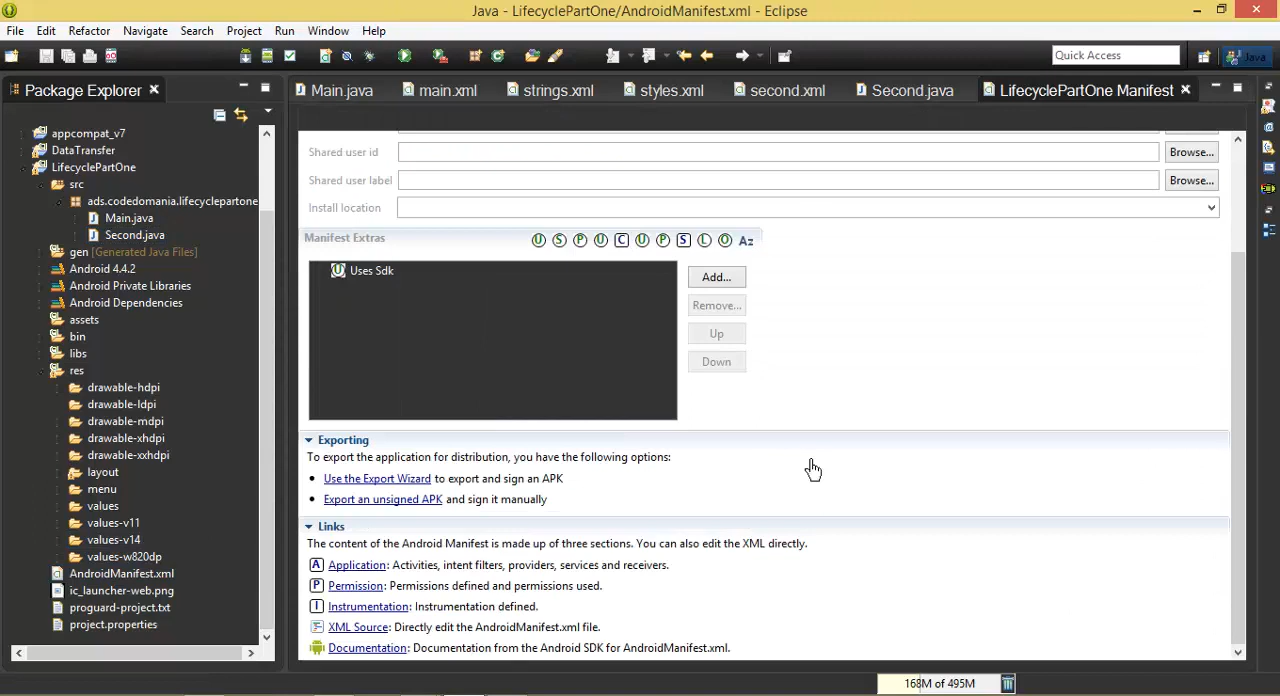 Java - LifecyclePartOne/AndroidManifest.xml - Eclipse
File Edit Refactor Navigate Search Project Run Window Help
Quick Access
Java
Package Explorer
Main.java main.xml strings.xml styles.xml second.xml Second.java LifecyclePartOne Manifest
appcompat_v7
DataTransfer
LifecyclePartOne
src
ads.codedomania.lifecyclepartone
Main.java
Second.java
gen [Generated Java Files]
Android 4.4.2
Android Private Libraries
Android Dependencies
assets
bin
libs
res
drawable-hdpi
drawable-ldpi
drawable-mdpi
drawable-xhdpi
drawable-xxhdpi
layout
menu
values
values-v11
values-v14
values-w820dp
AndroidManifest.xml
ic_launcher-web.png
proguard-project.txt
project.properties
Shared user id Browse...
Shared user label Browse...
Install location
Manifest Extras U S P U C U P S L O Az
U Uses Sdk
Add...
Remove...
Up
Down
Exporting
To export the application for distribution, you have the following options:
• Use the Export Wizard to export and sign an APK
• Export an unsigned APK and sign it manually
Links
The content of the Android Manifest is made up of three sections. You can also edit the XML directly.
A Application: Activities, intent filters, providers, services and receivers.
P Permission: Permissions defined and permissions used.
I Instrumentation: Instrumentation defined.
XML Source: Directly edit the AndroidManifest.xml file.
Documentation: Documentation from the Android SDK for AndroidManifest.xml.
168M of 495M